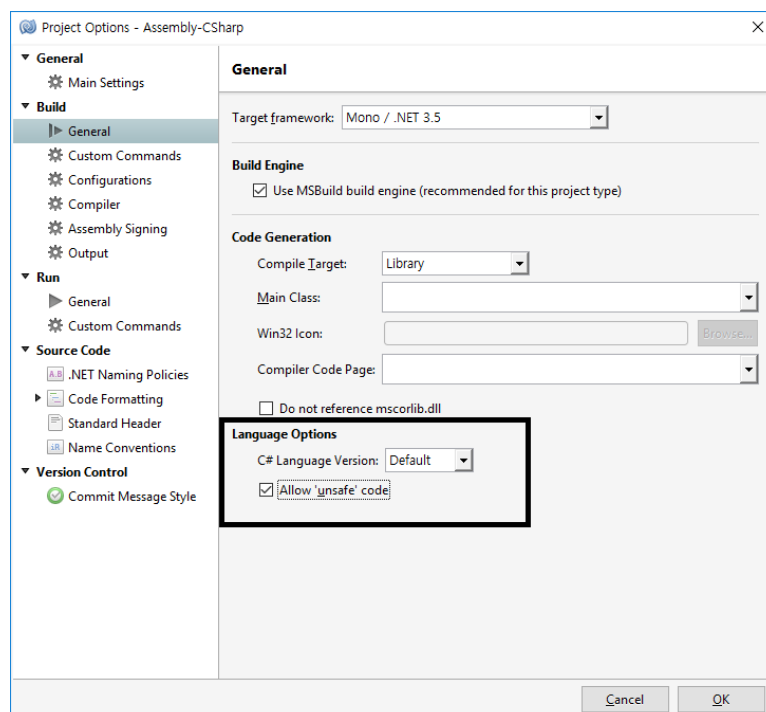 Project Options - Assembly-CSharp
General
Main Settings
Build
General
Custom Commands
Configurations
Compiler
Assembly Signing
Output
Run
General
Custom Commands
Source Code
A.B .NET Naming Policies
Code Formatting
Standard Header
iR Name Conventions
Version Control
Commit Message Style
General
Target framework: Mono / .NET 3.5
Build Engine
Use MSBuild build engine (recommended for this project type)
Code Generation
Compile Target: Library
Main Class:
Win32 Icon: Browse...
Compiler Code Page:
Do not reference mscorlib.dll
Language Options
C# Language Version: Default
Allow 'unsafe' code
Cancel OK